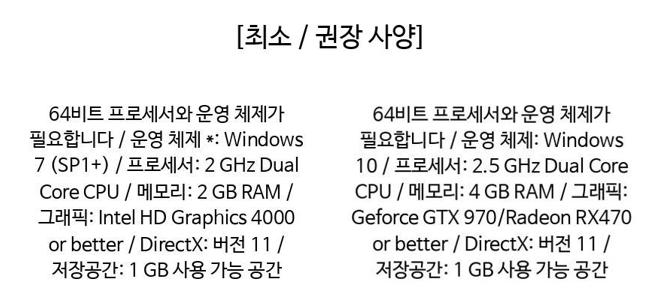 [최소 / 권장 사양]
64비트 프로세서와 운영 체제가
필요합니다 / 운영 체제 *: Windows
7 (SP1+) / 프로세서: 2 GHz Dual
Core CPU / 메모리: 2 GB RAM /
그래픽: Intel HD Graphics 4000
or better / DirectX: 버전 11 /
저장공간: 1 GB 사용 가능 공간
64비트 프로세서와 운영 체제가
필요합니다 / 운영 체제: Windows
10 / 프로세서: 2.5 GHz Dual Core
CPU / 메모리: 4 GB RAM / 그래픽:
Geforce GTX 970/Radeon RX470
or better / DirectX: 버전 11 /
저장공간: 1 GB 사용 가능 공간